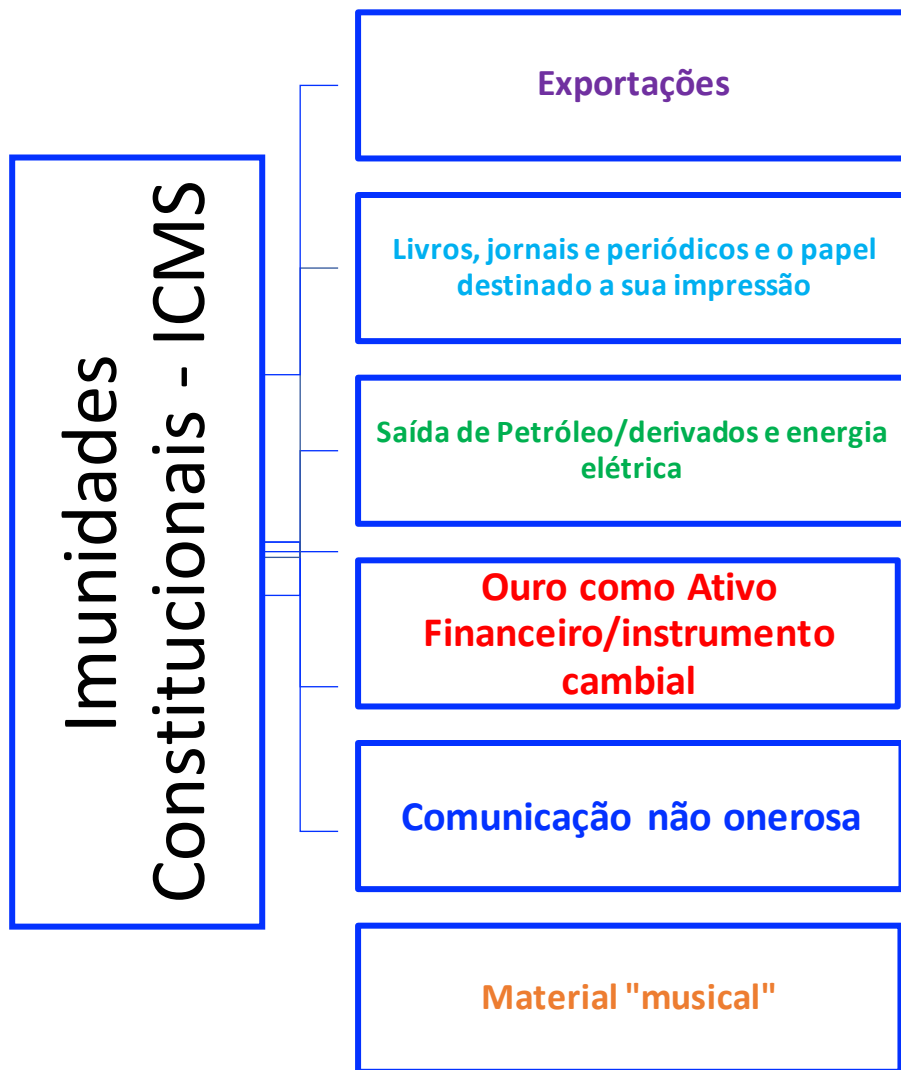 Imunidades
Constitucionais - ICMS
Exportações
Livros, jornais e periódicos e o papel
destinado a sua impressão
Saída de Petróleo/derivados e energia
elétrica
Ouro como Ativo
Financeiro/instrumento
cambial
Comunicação não onerosa
Material "musical"